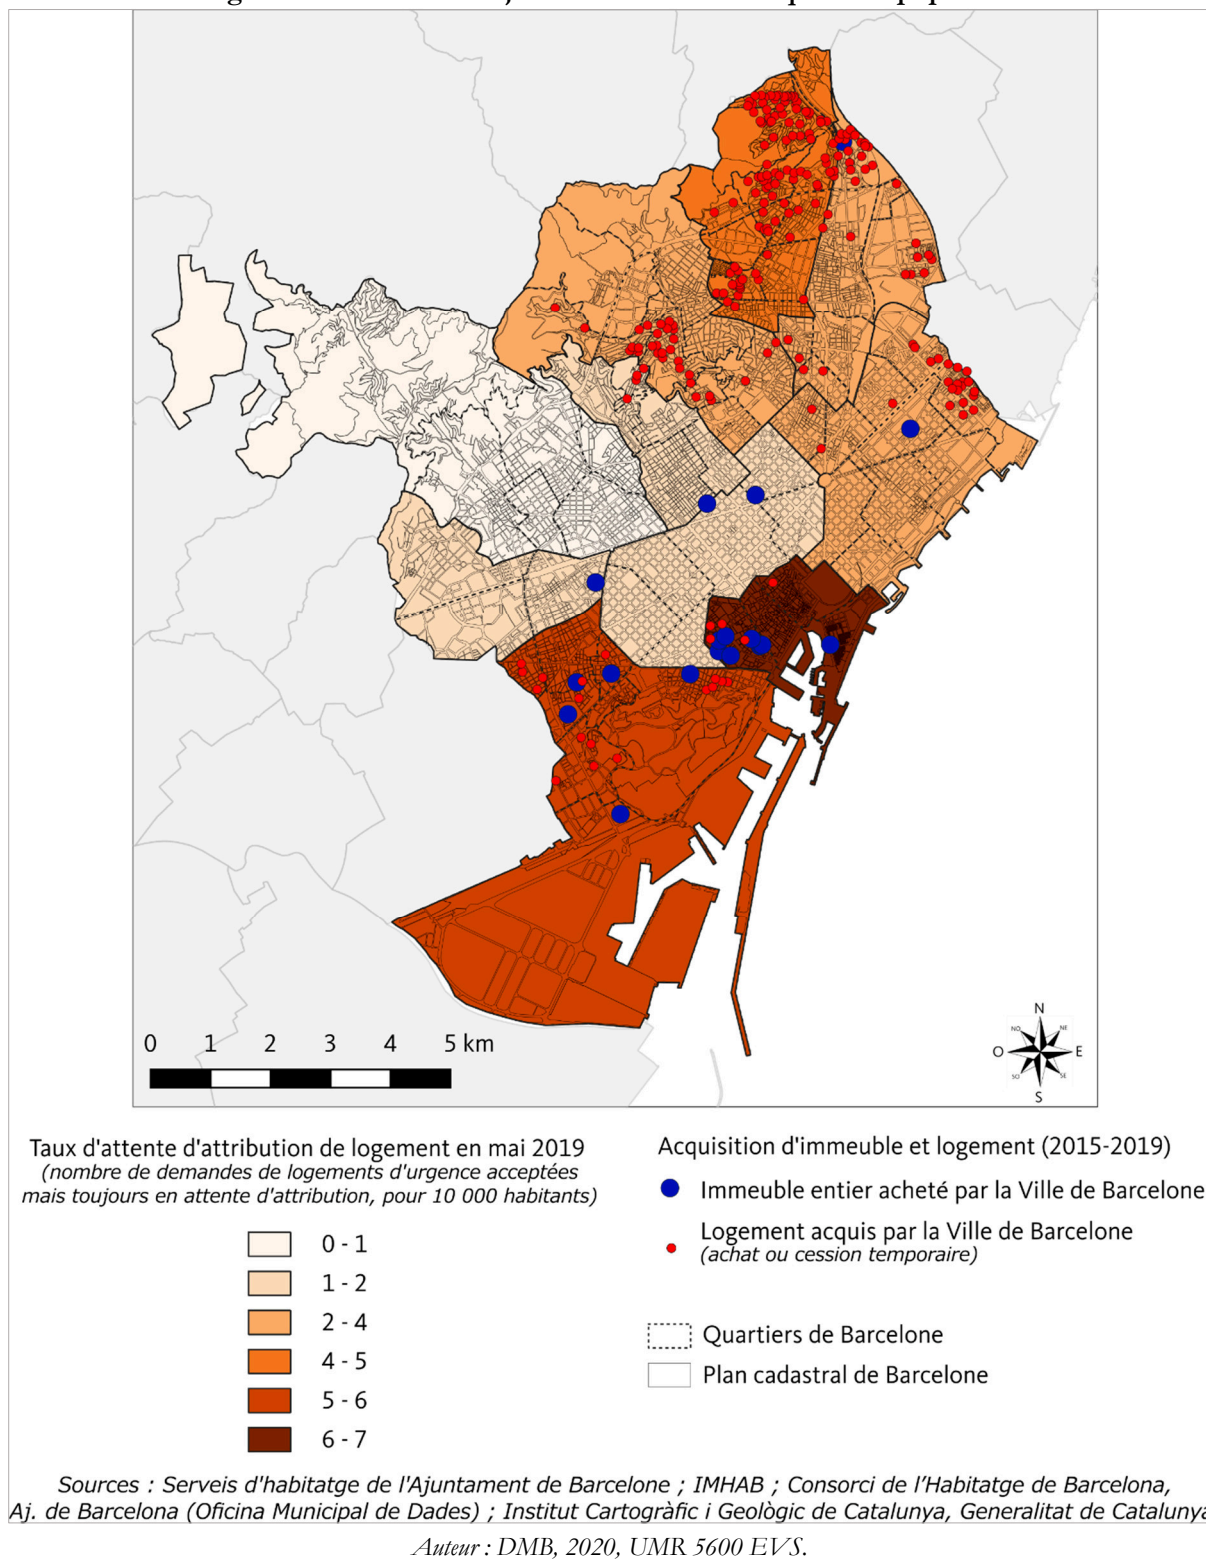 N
NO
NE
O
E
SO
SE
S
0 1 2 3 4 5 km
Taux d'attente d'attribution de logement en mai 2019
(nombre de demandes de logements d'urgence acceptées
mais toujours en attente d'attribution, pour 10 000 habitants)
0 - 1
1 - 2
2 - 4
4 - 5
5 - 6
6 - 7
Acquisition d'immeuble et logement (2015-2019)
Immeuble entier acheté par la Ville de Barcelone
Logement acquis par la Ville de Barcelone
(achat ou cession temporaire)
Quartiers de Barcelone
Plan cadastral de Barcelone
Sources : Serveis d'habitatge de l'Ajuntament de Barcelone ; IMHAB ; Consorci de l’Habitatge de Barcelona,
Aj. de Barcelona (Oficina Municipal de Dades) ; Institut Cartogràfic i Geològic de Catalunya, Generalitat de Catalunya
Auteur : DMB, 2020, UMR 5600 EVS.